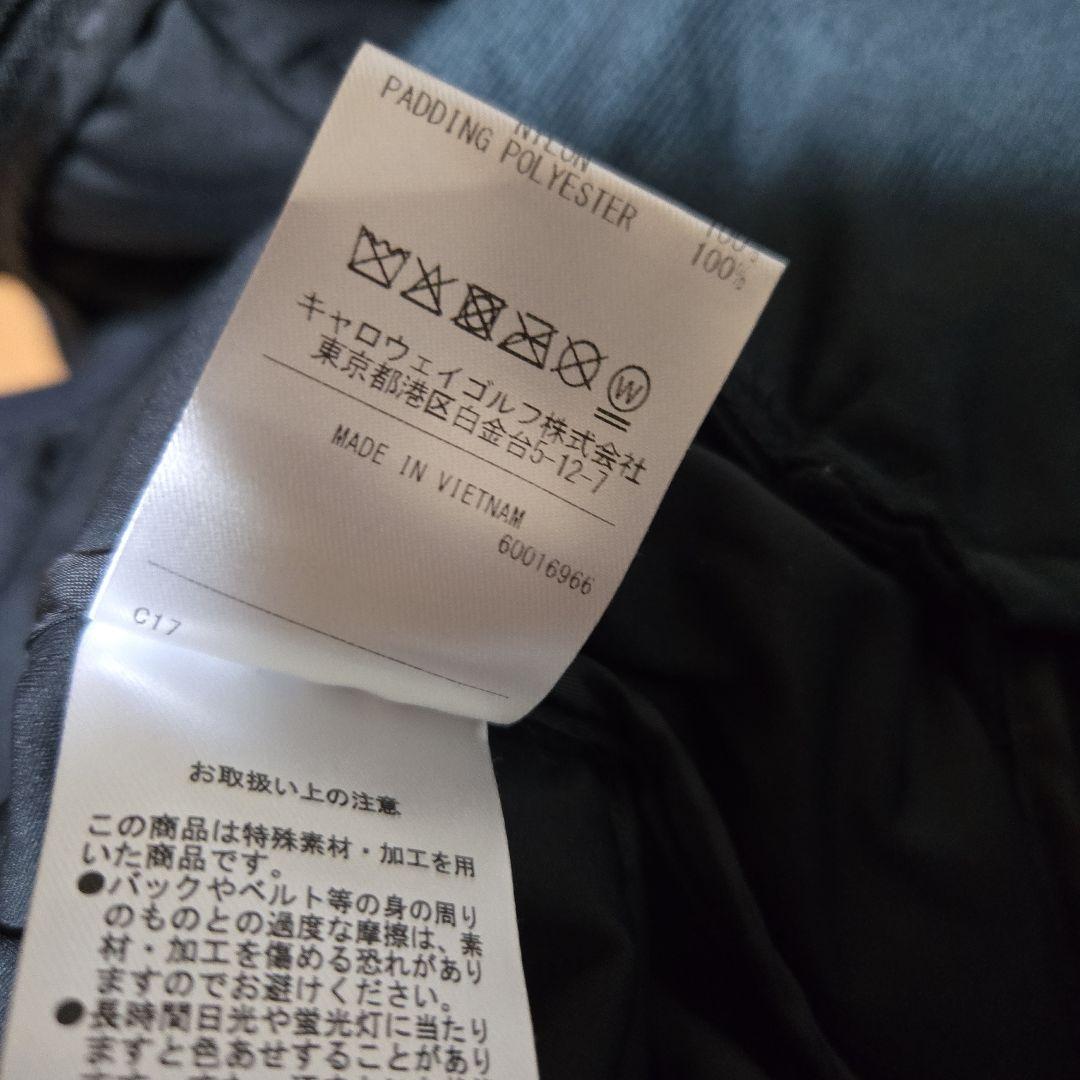 NYLON 100%
PADDING POLYESTER 100%
W
キャロウェイゴルフ株式会社
東京都港区白金台5-12-7
MADE IN VIETNAM
60016966
C17
お取扱い上の注意
この商品は特殊素材・加工を用
いた商品です。
●バックやベルト等の身の周り
のものとの過度な摩擦は、素
材・加工を傷める恐れがあり
ますのでお避けください。
●長時間日光や蛍光灯に当たり
ますと色あせすることがあり